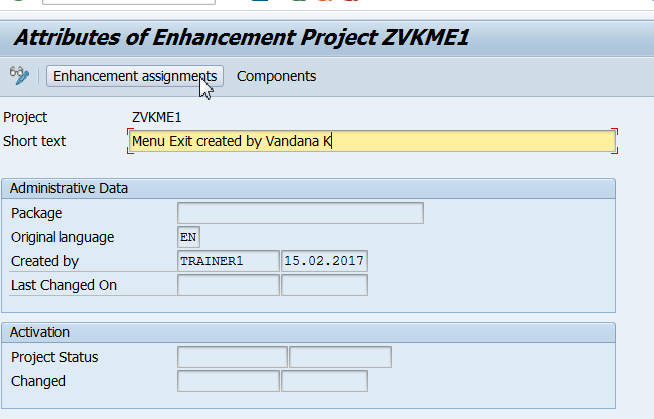 Attributes of Enhancement Project ZVKME1
Enhancement assignments Components
Project ZVKME1
Short text Menu Exit created by Vandana K
Administrative Data
Package
Original language EN
Created by TRAINER1 15.02.2017
Last Changed On
Activation
Project Status
Changed